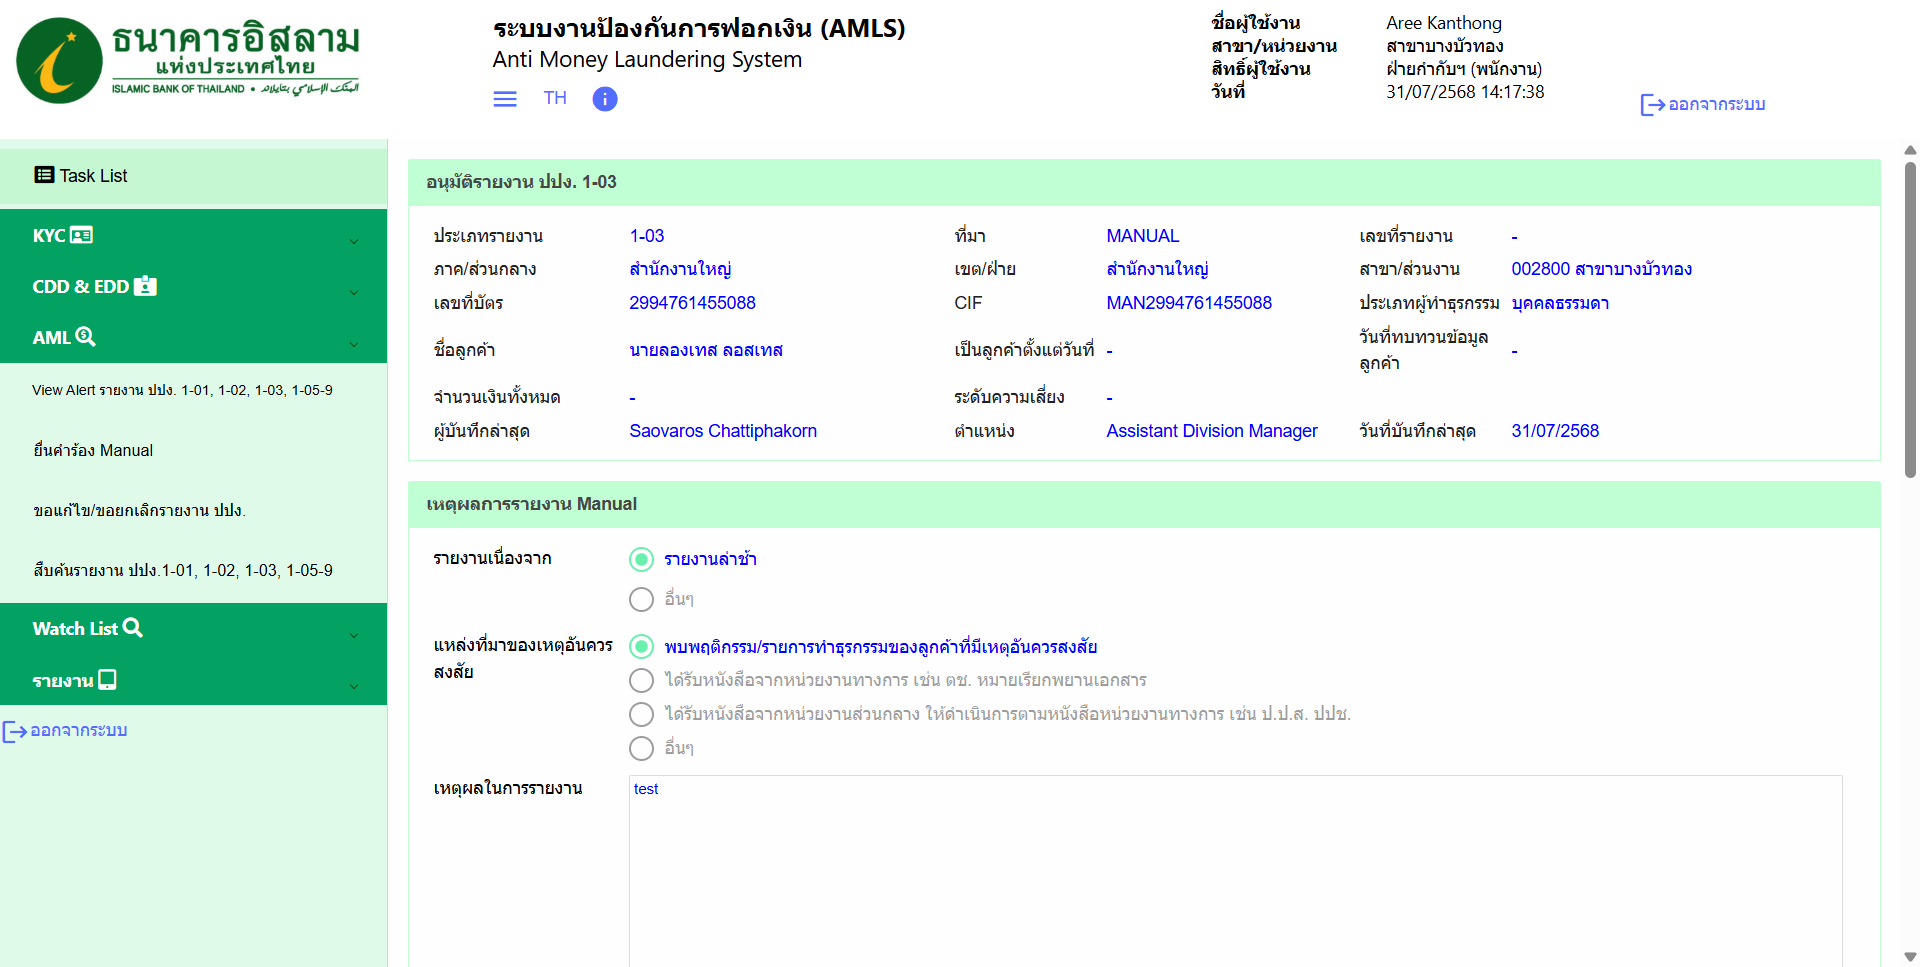 ธนาคารอิสลาม
แห่งประเทศไทย
ISLAMIC BANK OF THAILAND •
ระบบงานป้องกันการฟอกเงิน (AMLS)
Anti Money Laundering System
TH
ชื่อผู้ใช้งาน Aree Kanthong
สาขา/หน่วยงาน สาขาบางบัวทอง
สิทธิ์ผู้ใช้งาน ฝ่ายกำกับฯ (พนักงาน)
วันที่ 31/07/2568 14:17:38
ออกจากระบบ
Task List
KYC
CDD & EDD
AML
View Alert รายงาน ปปง. 1-01, 1-02, 1-03, 1-05-9
ยื่นคำร้อง Manual
ขอแก้ไข/ขอยกเลิกรายงาน ปปง.
สืบค้นรายงาน ปปง.1-01, 1-02, 1-03, 1-05-9
Watch List
รายงาน
ออกจากระบบ
อนุมัติรายงาน ปปง. 1-03
ประเภทรายงาน 1-03 ที่มา MANUAL เลขที่รายงาน -
ภาค/ส่วนกลาง สำนักงานใหญ่ เขต/ฝ่าย สำนักงานใหญ่ สาขา/ส่วนงาน 002800 สาขาบางบัวทอง
เลขที่บัตร 2994761455088 CIF MAN2994761455088 ประเภทผู้ทำธุรกรรม บุคคลธรรมดา
ชื่อลูกค้า นายลองเทส ลอสเทส เป็นลูกค้าตั้งแต่วันที่ - วันที่ทบทวนข้อมูล
ลูกค้า -
จำนวนเงินทั้งหมด - ระดับความเสี่ยง -
ผู้บันทึกล่าสุด Saovaros Chattiphakorn ตำแหน่ง Assistant Division Manager วันที่บันทึกล่าสุด 31/07/2568
เหตุผลการรายงาน Manual
รายงานเนื่องจาก รายงานล่าช้า
อื่นๆ
แหล่งที่มาของเหตุอันควร
สงสัย
พบพฤติกรรม/รายการทำธุรกรรมของลูกค้าที่มีเหตุอันควรสงสัย
ได้รับหนังสือจากหน่วยงานทางการ เช่น ตช. หมายเรียกพยานเอกสาร
ได้รับหนังสือจากหน่วยงานส่วนกลาง ให้ดำเนินการตามหนังสือหน่วยงานทางการ เช่น ป.ป.ส. ปปช.
อื่นๆ
เหตุผลในการรายงาน test